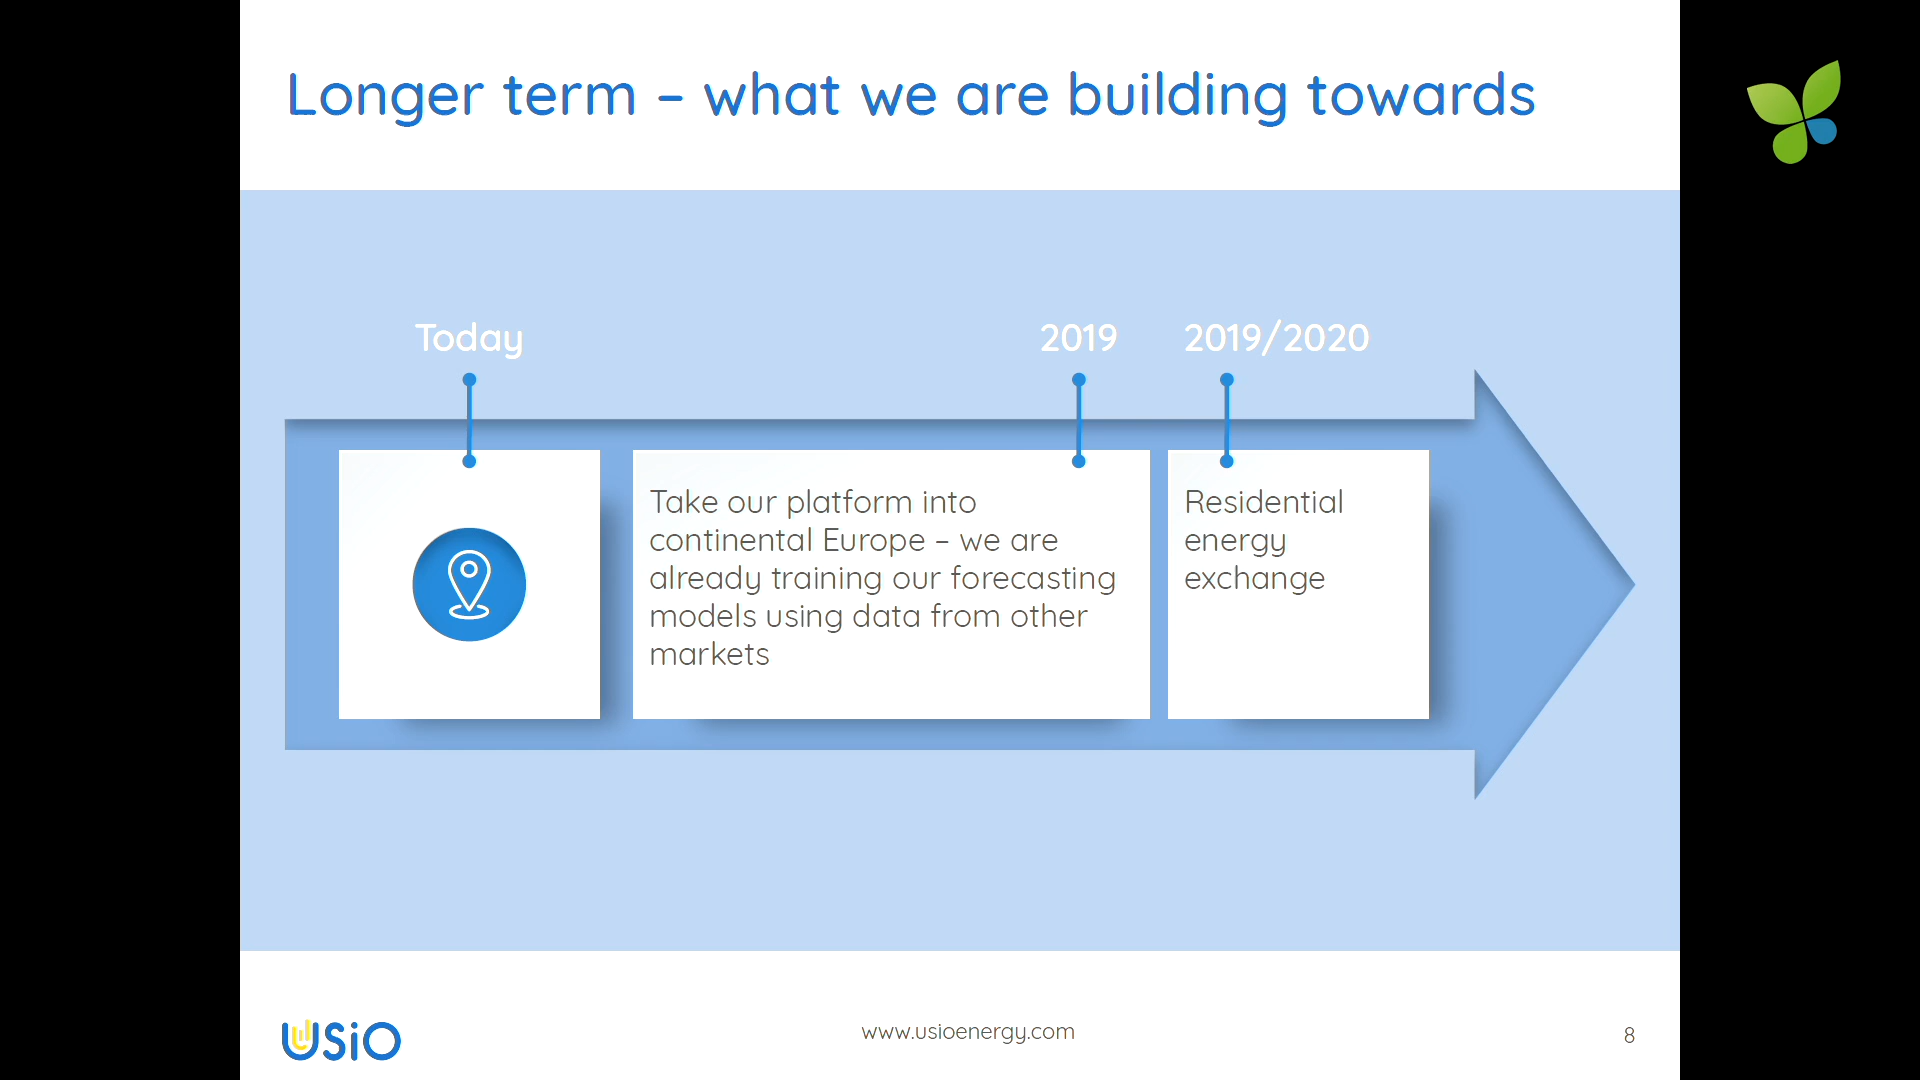 Longer term – what we are building towards
Today
2019
2019/2020
Take our platform into
continental Europe – we are
already training our forecasting
models using data from other
markets
Residential
energy
exchange
USiO
www.usioenergy.com
8